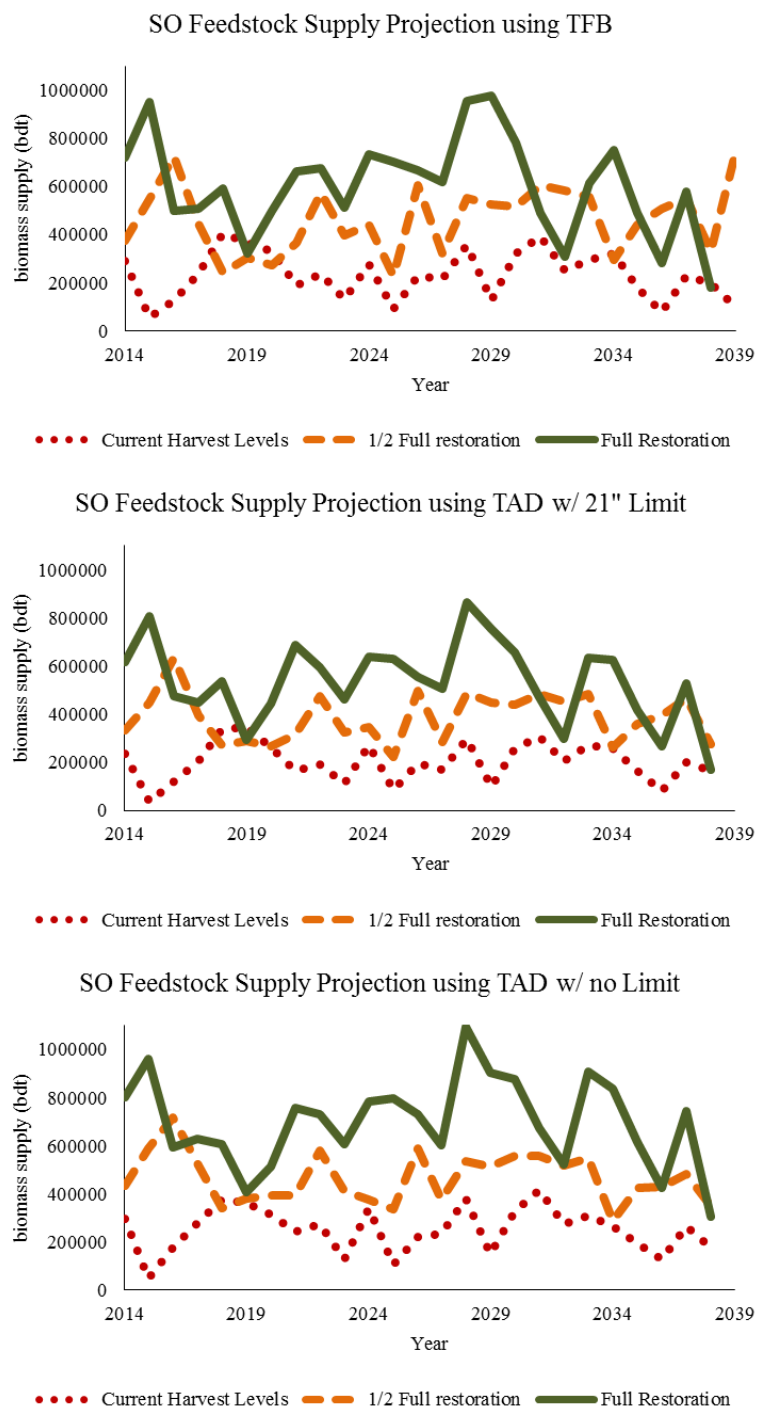 SO Feedstock Supply Projection using TFB
biomass supply (bdt)
1000000
800000
600000
400000
200000
0
2014 2019 2024 2029 2034 2039
Year
Current Harvest Levels 1/2 Full restoration Full Restoration
SO Feedstock Supply Projection using TAD w/ 21" Limit
biomass supply (bdt)
1000000
800000
600000
400000
200000
0
2014 2019 2024 2029 2034 2039
Year
Current Harvest Levels 1/2 Full restoration Full Restoration
SO Feedstock Supply Projection using TAD w/ no Limit
biomass supply (bdt)
1000000
800000
600000
400000
200000
0
2014 2019 2024 2029 2034 2039
Year
Current Harvest Levels 1/2 Full restoration Full Restoration